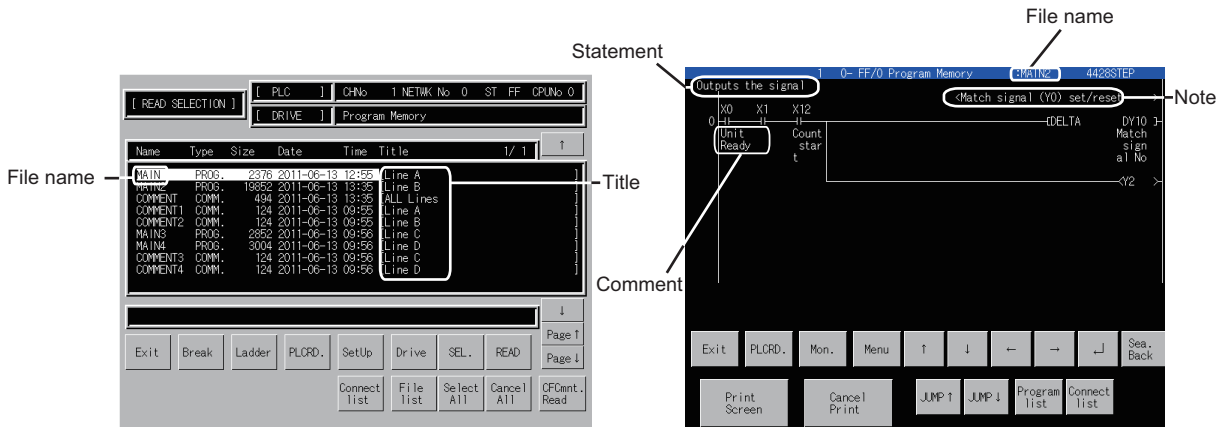 File name
Statement
[ READ SELECTION ]
[ PLC ] CHNo 1 NETWK No 0 ST FF CPUNo 0
[ DRIVE ] Program Memory
Name Type Size Date Time Title 1/ 1 ↑
MAIN PROG. 2376 2011-06-13 12:55 [Line A ]
MAIN2 PROG. 19852 2011-06-13 13:35 [Line B ]
COMMENT COMM. 494 2011-06-13 13:35 [ALL Lines ]
COMMENT1 COMM. 124 2011-06-13 09:55 [Line A ]
COMMENT2 COMM. 124 2011-06-13 09:55 [Line B ]
MAIN3 PROG. 2852 2011-06-13 09:56 [Line C ]
MAIN4 PROG. 3004 2011-06-13 09:56 [Line D ]
COMMENT3 COMM. 124 2011-06-13 09:56 [Line C ]
COMMENT4 COMM. 124 2011-06-13 09:56 [Line D ]
File name
Title
↓
Page↑
Exit Break Ladder PLCRD. SetUp Drive SEL. READ Page↓
Connect list File list Select All Cancel All CFCmnt. Read
1 0- FF/0 Program Memory :MAIN2 4428STEP
Outputs the signal
<Match signal (Y0) set/reset >
Note
X0 X1 X12
0 [DELTA DY10 ]
Unit Ready
Count
star
t
Match
sign
al No
<Y2 >
Comment
Exit PLCRD. Mon. Menu ↑ ↓ ← → ↵ Sea. Back
Print Screen Cancel Print JUMP↑ JUMP↓ Program list Connect list